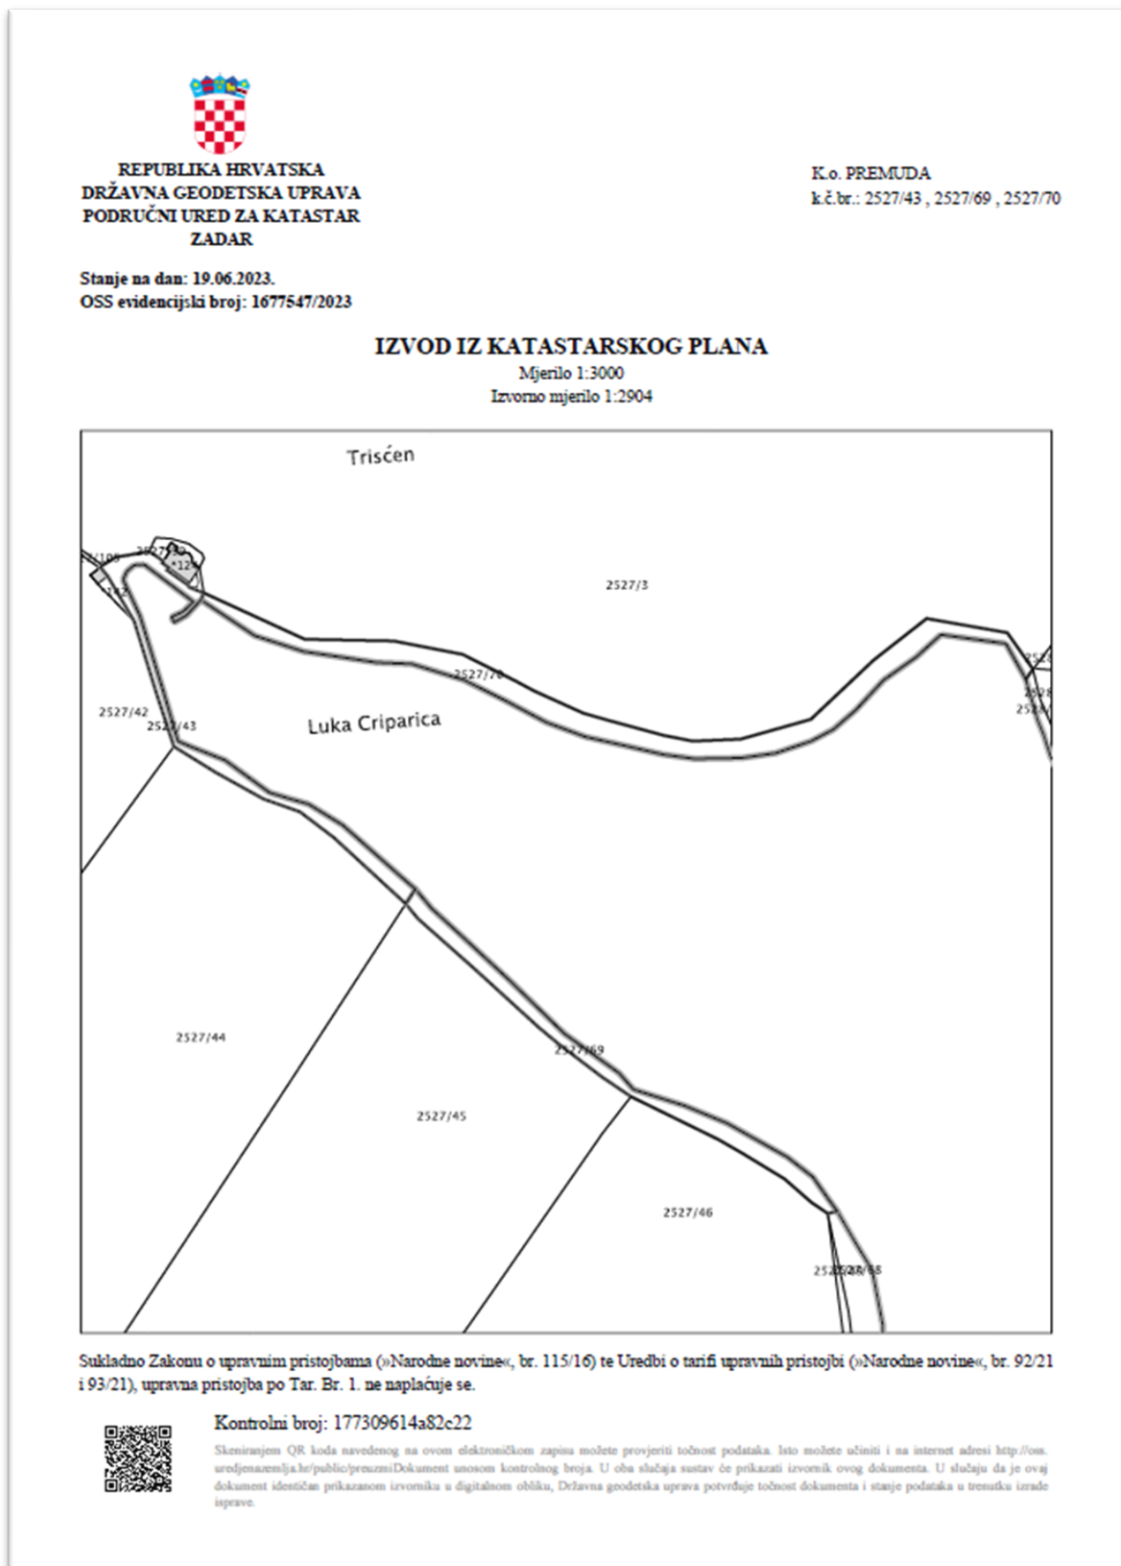 REPUBLIKA HRVATSKA
DRŽAVNA GEODETSKA UPRAVA
PODRUČNI URED ZA KATASTAR
ZADAR
K.o. PREMUDA
k.č.br.: 2527/43 , 2527/69 , 2527/70
Stanje na dan: 19.06.2023.
OSS evidencijski broj: 1677547/2023
IZVOD IZ KATASTARSKOG PLANA
Mjerilo 1:3000
Izvorno mjerilo 1:2904
Trisćen
2527/3
2527/70
2527/42
2527/43
Luka Criparica
2527/44
2527/69
2527/45
2527/46
Sukladno Zakonu o upravnim pristojbama (»Narodne novine«, br. 115/16) te Uredbi o tarifi upravnih pristojbi (»Narodne novine«, br. 92/21
i 93/21), upravna pristojba po Tar. Br. 1. ne naplaćuje se.
Kontrolni broj: 177309614a82c22
Skeniranjem QR koda navedenog na ovom elektroničkom zapisu možete provjeriti točnost podataka. Isto možete učiniti i na internet adresi http://oss.
uredjenazemlja.hr/public/preuzmiDokument unosom kontrolnog broja. U oba slučaja sustav će prikazati izvornik ovog dokumenta. U slučaju da je ovaj
dokument identičan prikazanom izvorniku u digitalnom obliku, Državna geodetska uprava potvrđuje točnost dokumenta i stanje podataka u trenutku izrade
isprave.